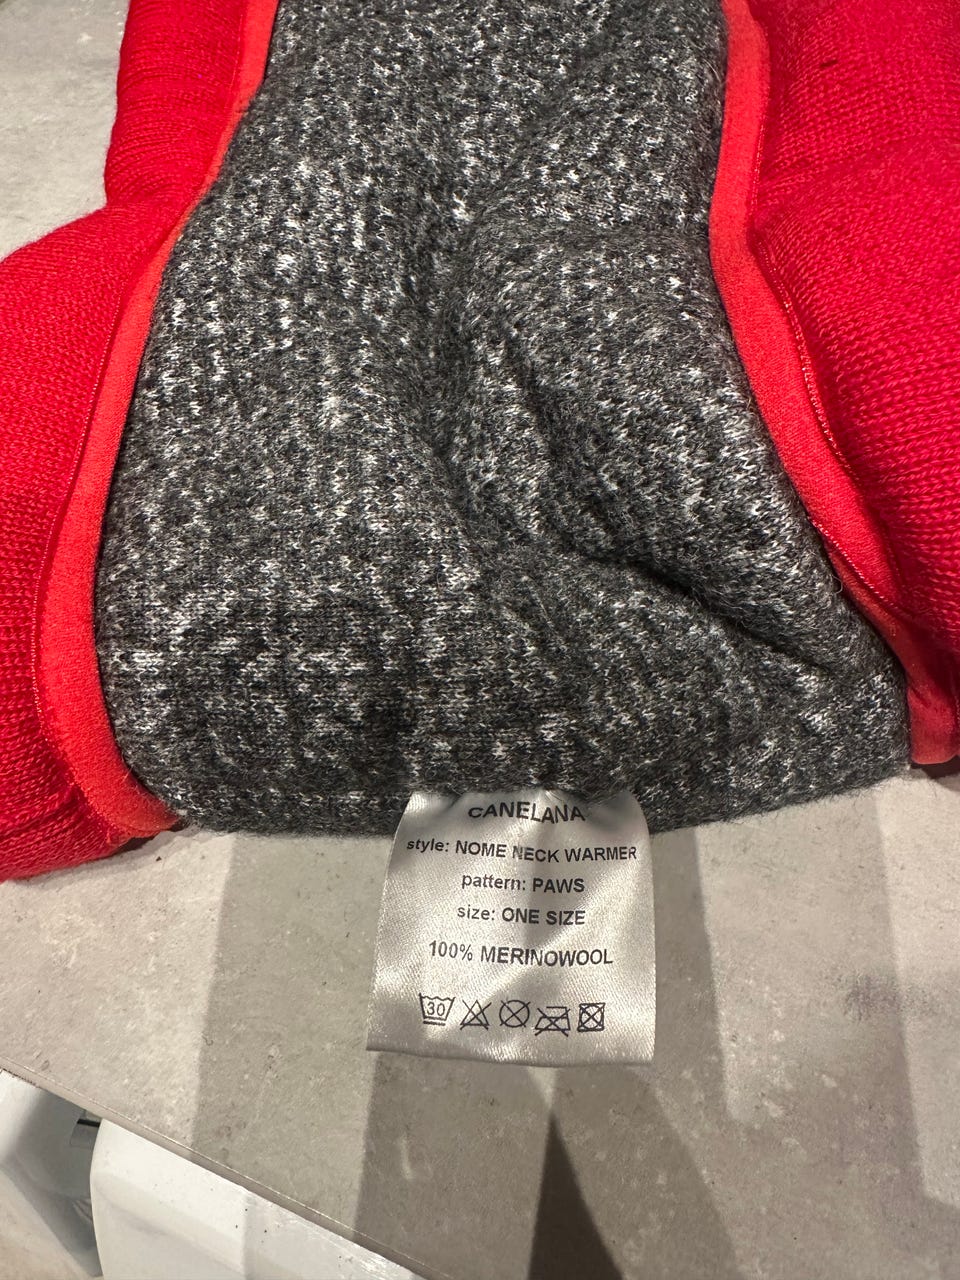 CANELANA
style: NOME NECK WARMER
pattern: PAWS
size: ONE SIZE
100% MERINOWOOL
30